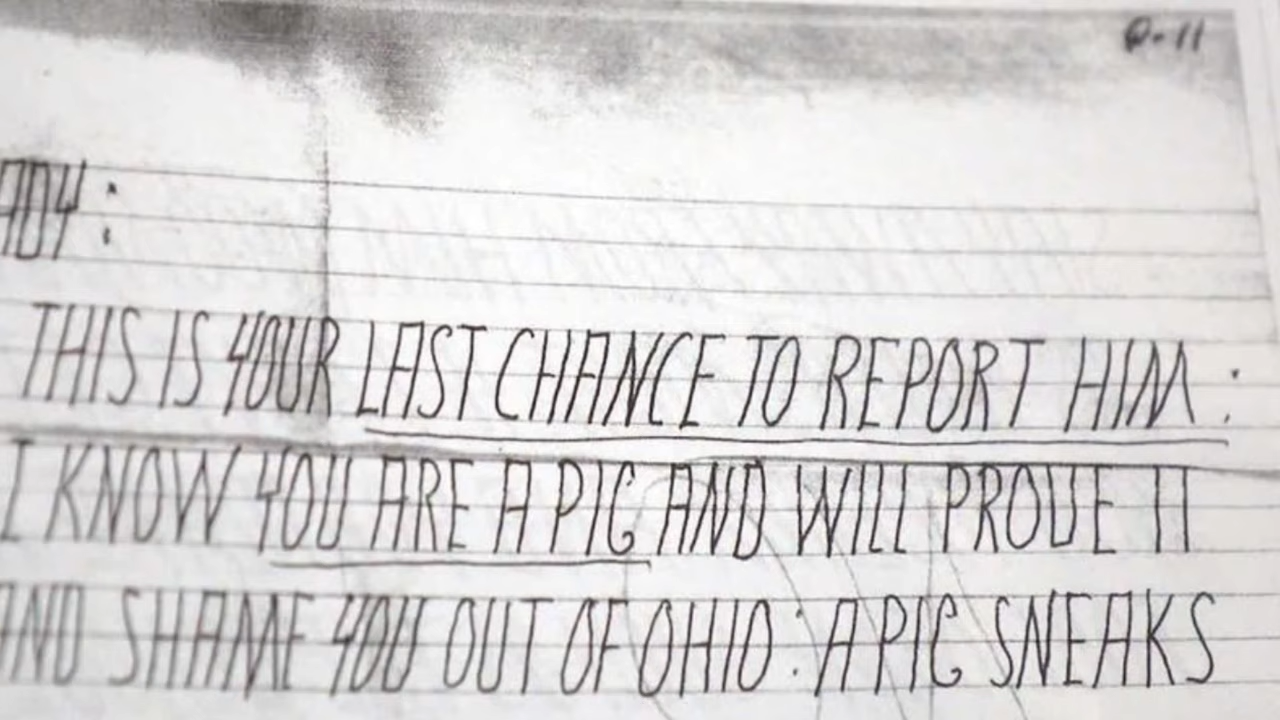 Q-11
ADY:
THIS IS YOUR LAST CHANCE TO REPORT HIM:
I KNOW YOU ARE A PIG AND WILL PROVE IT
AND SHAME YOU OUT OF OHIO: A PIG SNEAKS